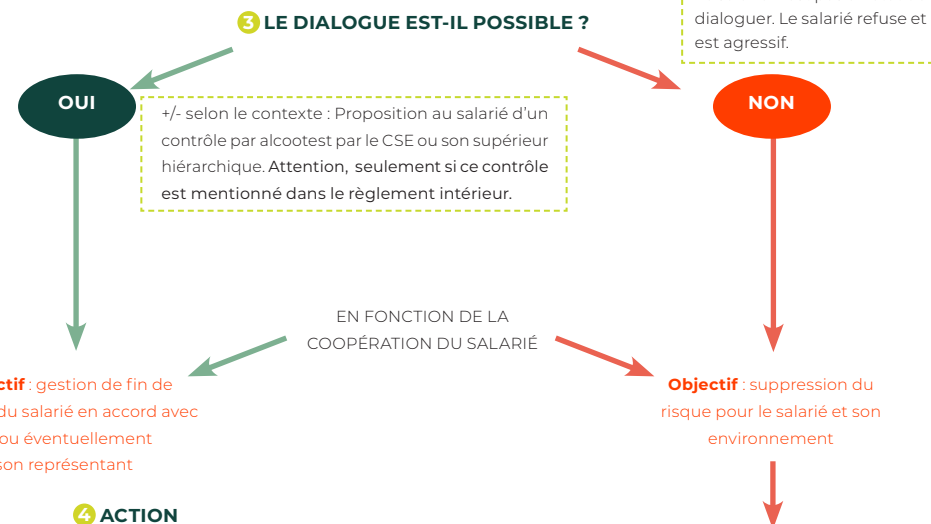 3 LE DIALOGUE EST-IL POSSIBLE ?
dialoguer. Le salarié refuse et
est agressif.
OUI
NON
+/- selon le contexte : Proposition au salarié d'un
contrôle par alcootest par le CSE ou son supérieur
hiérarchique. Attention, seulement si ce contrôle
est mentionné dans le règlement intérieur.
EN FONCTION DE LA
COOPÉRATION DU SALARIÉ
: gestion de fin de
du salarié en accord avec
ou éventuellement
son représentant
Objectif : suppression du
risque pour le salarié et son
environnement
4 ACTION